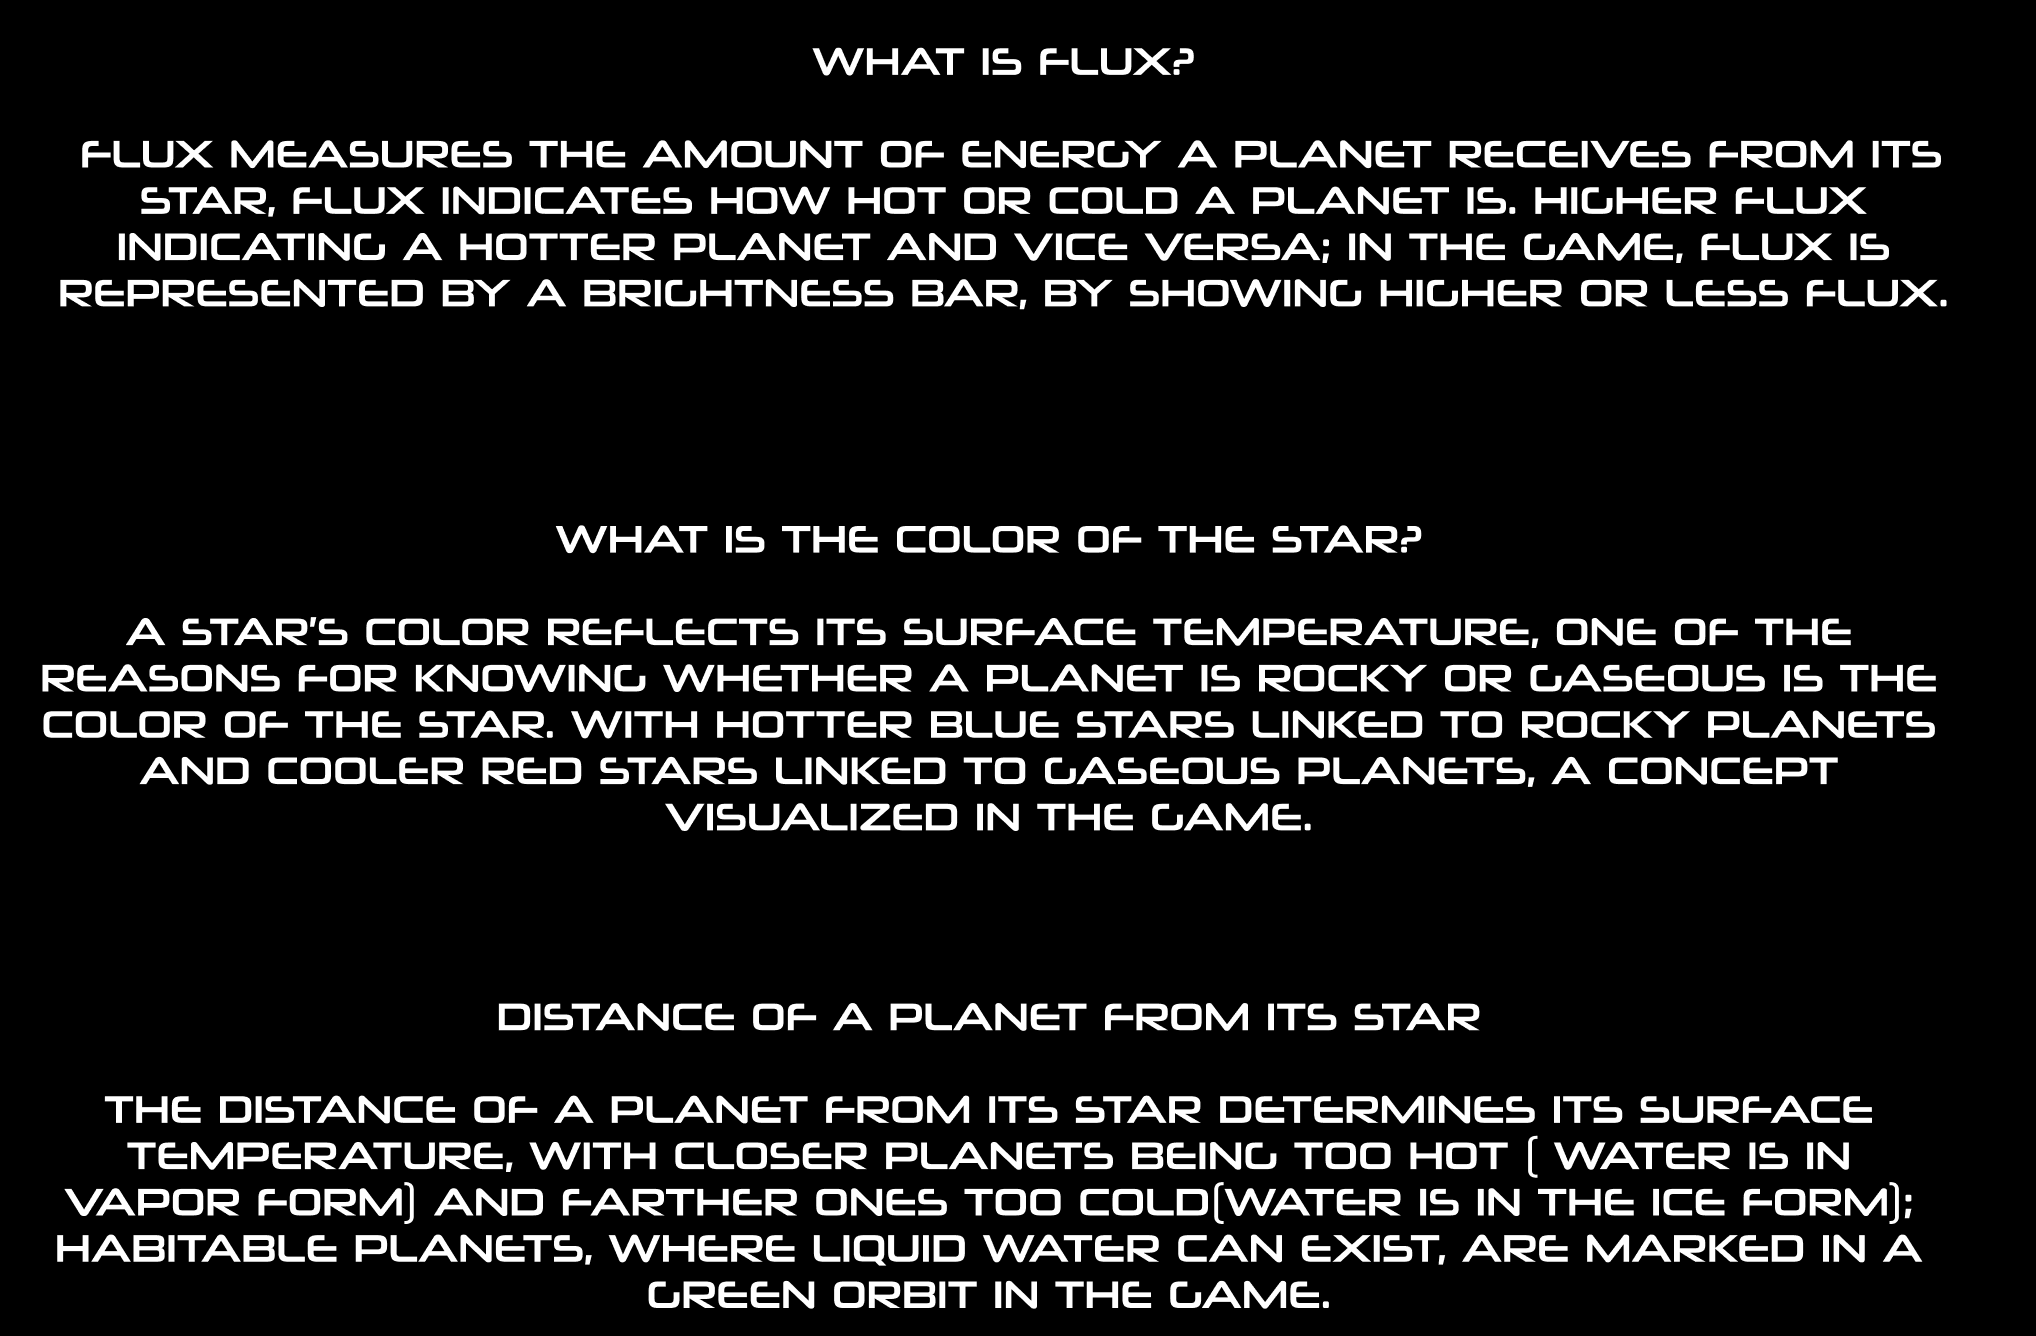 WHAT IS FLUX?
FLUX MEASURES THE AMOUNT OF ENERGY A PLANET RECEIVES FROM ITS
STAR, FLUX INDICATES HOW HOT OR COLD A PLANET IS. HIGHER FLUX
INDICATING A HOTTER PLANET AND VICE VERSA; IN THE GAME, FLUX IS
REPRESENTED BY A BRIGHTNESS BAR, BY SHOWING HIGHER OR LESS FLUX.
WHAT IS THE COLOR OF THE STAR?
A STAR'S COLOR REFLECTS ITS SURFACE TEMPERATURE, ONE OF THE
REASONS FOR KNOWING WHETHER A PLANET IS ROCKY OR GASEOUS IS THE
COLOR OF THE STAR. WITH HOTTER BLUE STARS LINKED TO ROCKY PLANETS
AND COOLER RED STARS LINKED TO GASEOUS PLANETS, A CONCEPT
VISUALIZED IN THE GAME.
DISTANCE OF A PLANET FROM ITS STAR
THE DISTANCE OF A PLANET FROM ITS STAR DETERMINES ITS SURFACE
TEMPERATURE, WITH CLOSER PLANETS BEING TOO HOT ( WATER IS IN
VAPOR FORM) AND FARTHER ONES TOO COLD(WATER IS IN THE ICE FORM);
HABITABLE PLANETS, WHERE LIQUID WATER CAN EXIST, ARE MARKED IN A
GREEN ORBIT IN THE GAME.